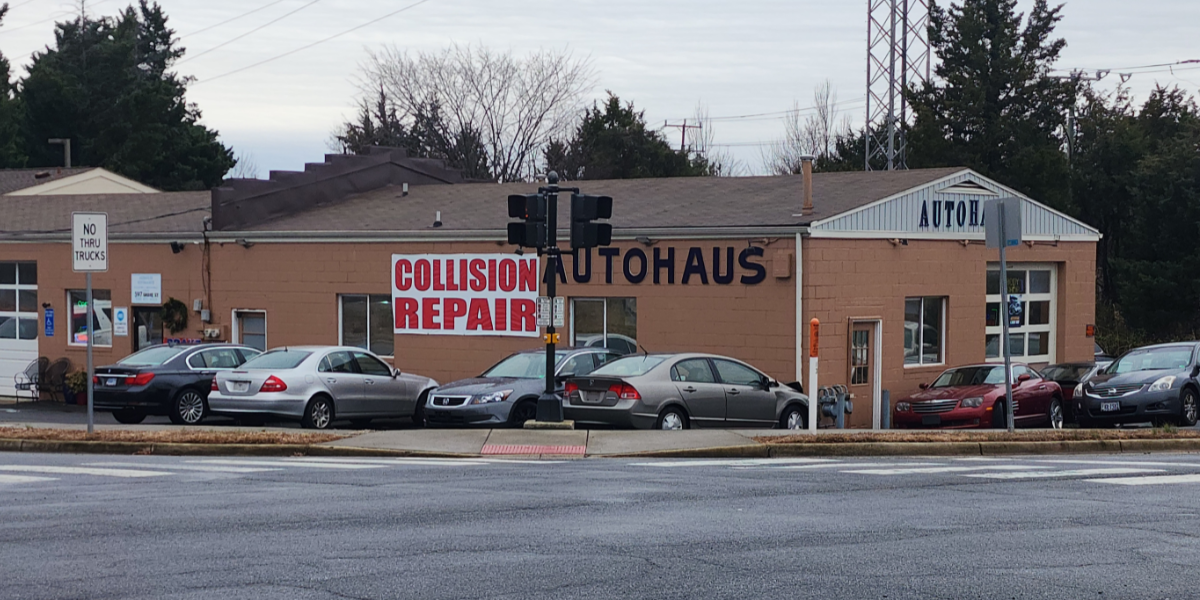 NO
THRU
TRUCKS
COLLISION
REPAIR
AUTOHAUS
AUTOHA